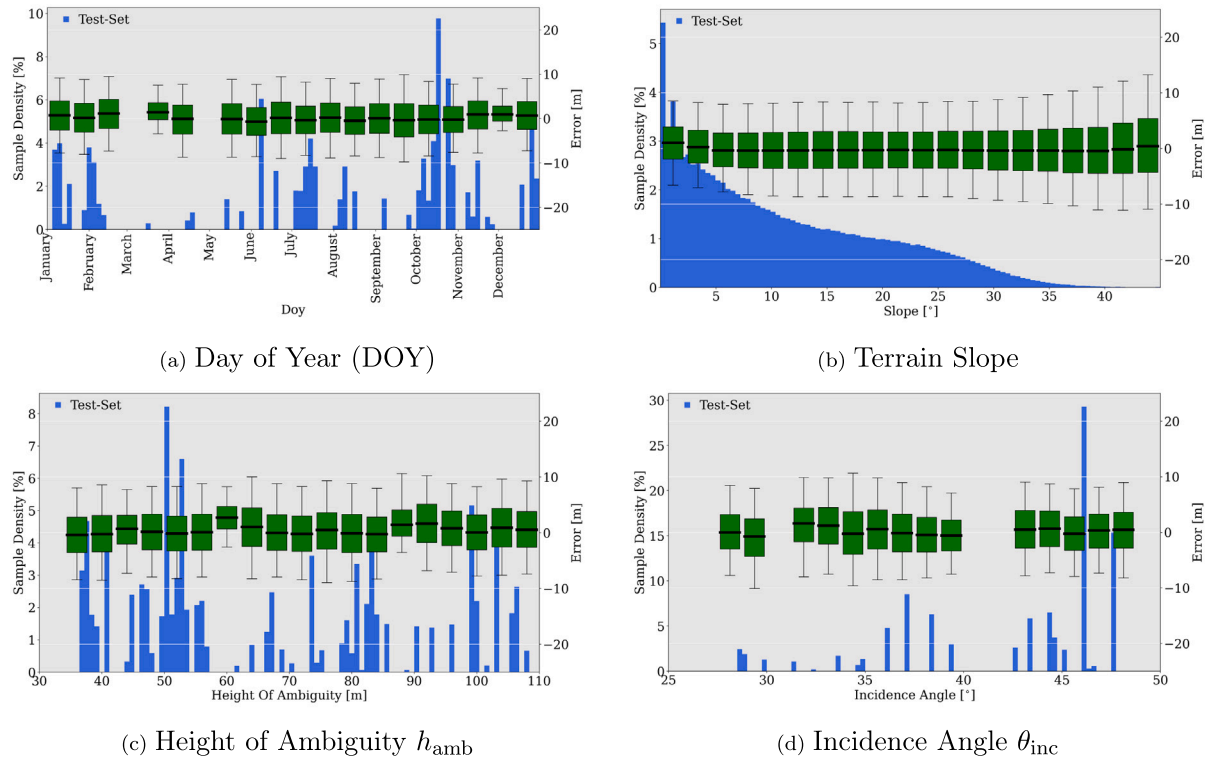 Test-Set
Sample Density [%]
10
8
6
4
2
0
20
10
0
−10
−20
Error [m]
January
February
March
April
May
June
July
August
September
October
November
December
Doy
(a) Day of Year (DOY)
Test-Set
Sample Density [%]
5
4
3
2
1
0
20
10
0
−10
−20
Error [m]
5 10 15 20 25 30 35 40
Slope [°]
(b) Terrain Slope
Test-Set
Sample Density [%]
8
7
6
5
4
3
2
1
0
20
10
0
−10
−20
Error [m]
30 40 50 60 70 80 90 100 110
Height Of Ambiguity [m]
(c) Height of Ambiguity h_amb
Test-Set
Sample Density [%]
30
25
20
15
10
5
0
20
10
0
−10
−20
Error [m]
25 30 35 40 45 50
Incidence Angle [°]
(d) Incidence Angle θ_inc